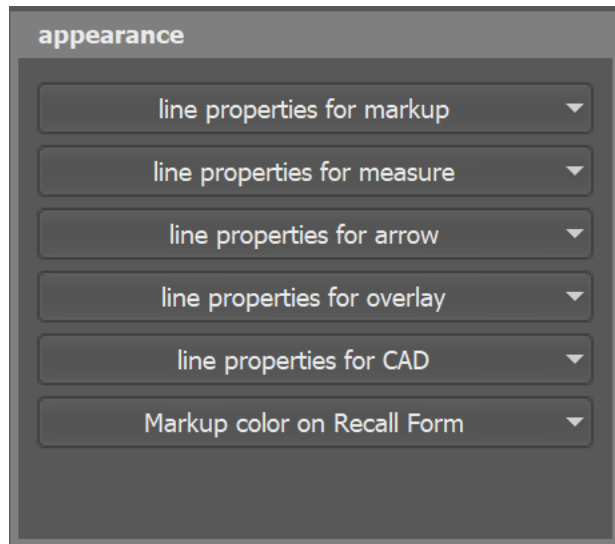 appearance
line properties for markup
line properties for measure
line properties for arrow
line properties for overlay
line properties for CAD
Markup color on Recall Form